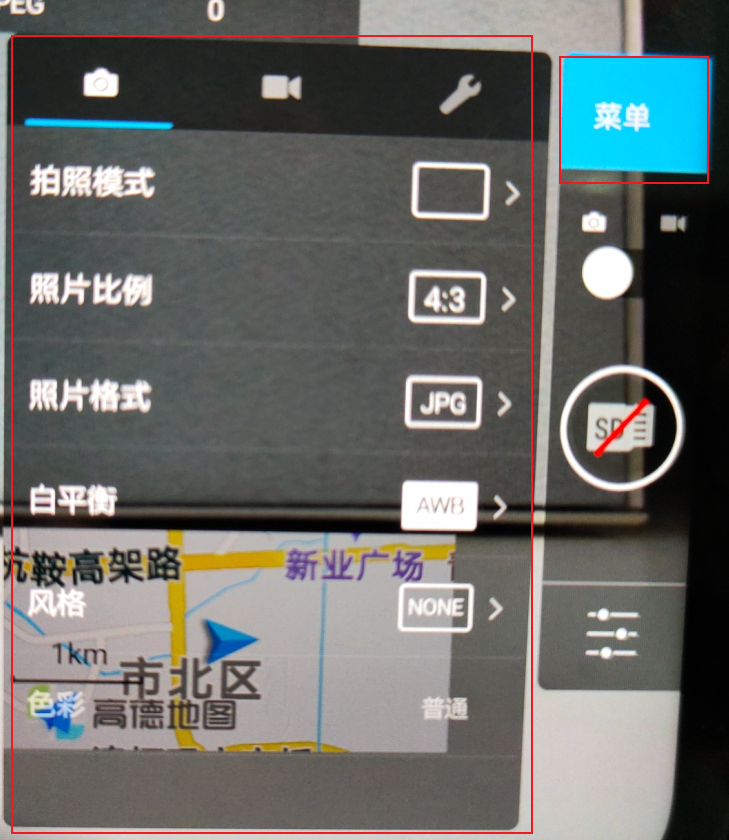 PEG
0
菜单
拍照模式
照片比例
4:3
照片格式
JPG
SD
白平衡
AWB
杭鞍高架路
新业广场
风格
NONE
1km
市北区
色彩
高德地图
普通